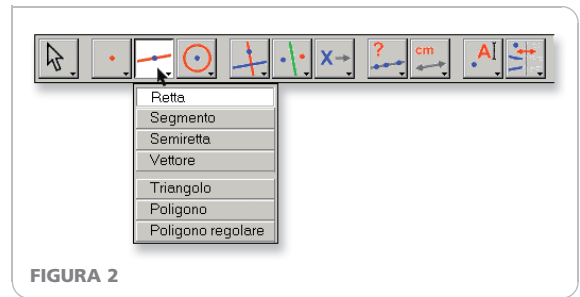 X
?
cm
A
Retta
Segmento
Semiretta
Vettore
Triangolo
Poligono
Poligono regolare
FIGURA 2